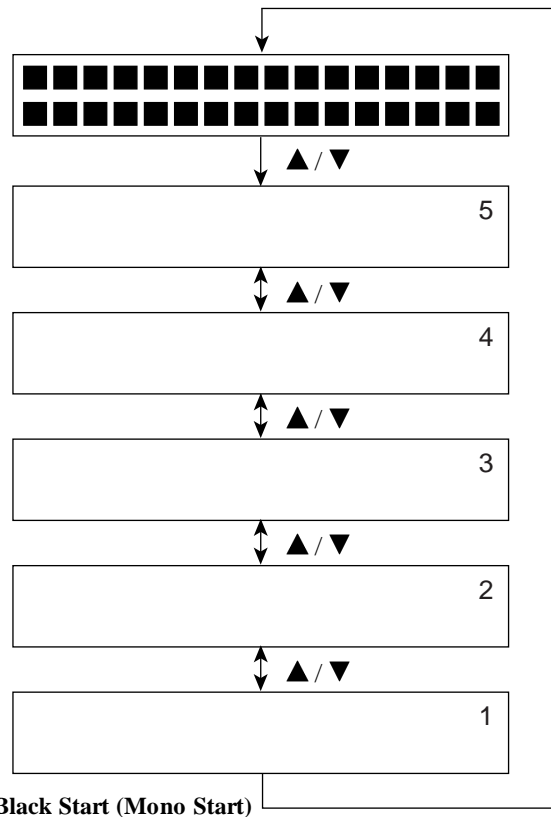 ▲ / ▼
5
▲ / ▼
4
▲ / ▼
3
▲ / ▼
2
▲ / ▼
1
Black Start (Mono Start)